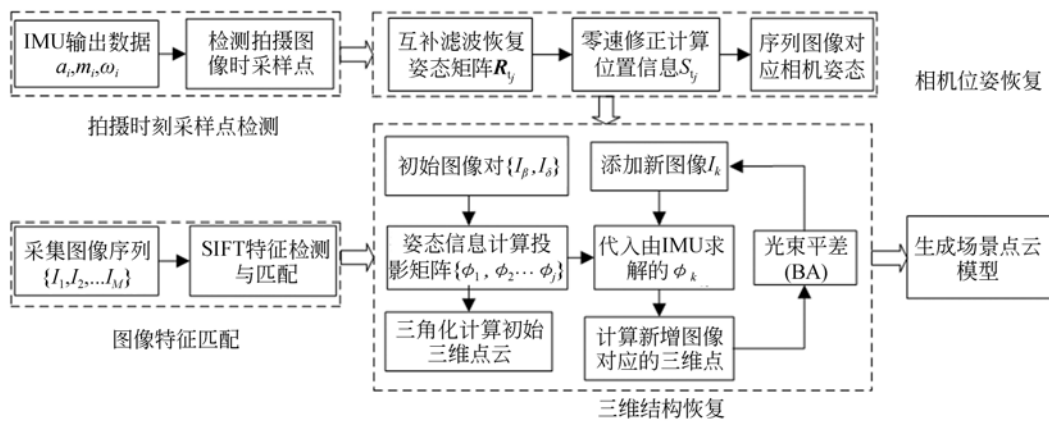 IMU输出数据
a_i,m_i,ω_i
检测拍摄图
像时采样点
拍摄时刻采样点检测
互补滤波恢复
姿态矩阵R_{t_j}
零速修正计算
位置信息S_{t_j}
序列图像对
应相机姿态
相机位姿恢复
采集图像序列
{I_1,I_2,...I_M}
SIFT特征检测
与匹配
图像特征匹配
初始图像对{I_β,I_δ}
姿态信息计算投
影矩阵{ϕ_1,ϕ_2⋯ϕ_j}
三角化计算初始
三维点云
添加新图像I_k
代入由IMU求
解的ϕ_k
计算新增图像
对应的三维点
光束平差
(BA)
三维结构恢复
生成场景点云
模型